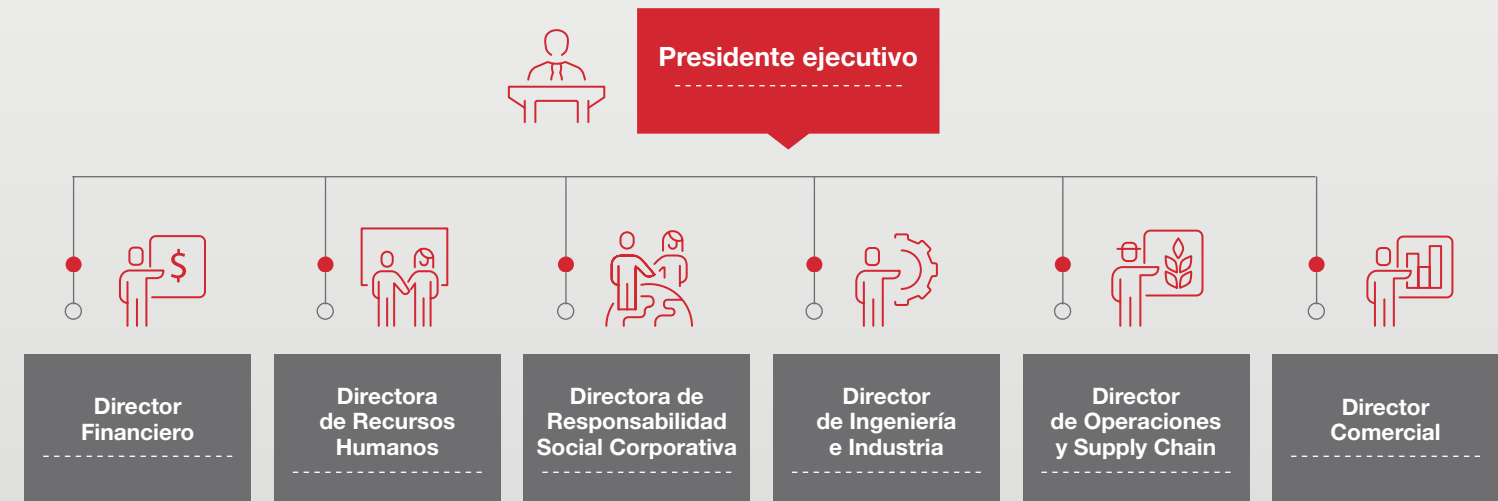 Presidente ejecutivo
$
Director
Financiero
Directora
de Recursos
Humanos
Directora de
Responsabilidad
Social Corporativa
Director
de Ingeniería
e Industria
Director
de Operaciones
y Supply Chain
Director
Comercial